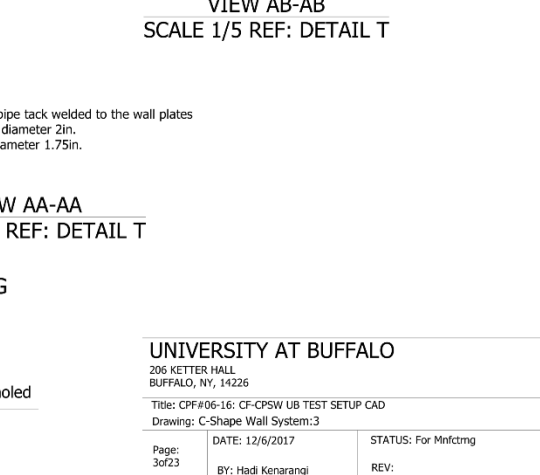 VIEW AB-AB
SCALE 1/5 REF: DETAIL T
pipe tack welded to the wall plates
diameter 2in.
ameter 1.75in.
W AA-AA
REF: DETAIL T
G
oled
UNIVERSITY AT BUFFALO
206 KETTER HALL
BUFFALO, NY, 14226
Title: CPF#06-16: CF-CPSW UB TEST SETUP CAD
Drawing: C-Shape Wall System:3
Page:
3of23
DATE: 12/6/2017
BY: Hadi Kenarangi
STATUS: For Mnfctrng
REV: